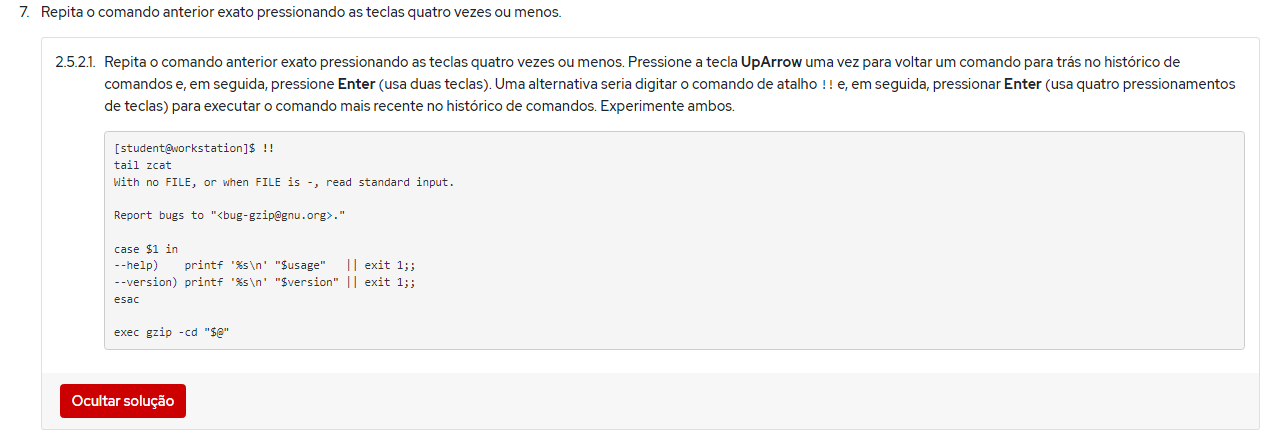 7. Repita o comando anterior exato pressionando as teclas quatro vezes ou menos.
2.5.2.1. Repita o comando anterior exato pressionando as teclas quatro vezes ou menos. Pressione a tecla UpArrow uma vez para voltar um comando para trás no histórico de
comandos e, em seguida, pressione Enter (usa duas teclas). Uma alternativa seria digitar o comando de atalho !! e, em seguida, pressionar Enter (usa quatro pressionamentos
de teclas) para executar o comando mais recente no histórico de comandos. Experimente ambos.
[student@workstation]$ !!
tail zcat
With no FILE, or when FILE is -, read standard input.
Report bugs to "<bug-gzip@gnu.org>."
case $1 in
--help)    printf '%s\n' "$usage"   || exit 1;;
--version) printf '%s\n' "$version" || exit 1;;
esac
exec gzip -cd "$@"
Ocultar solução